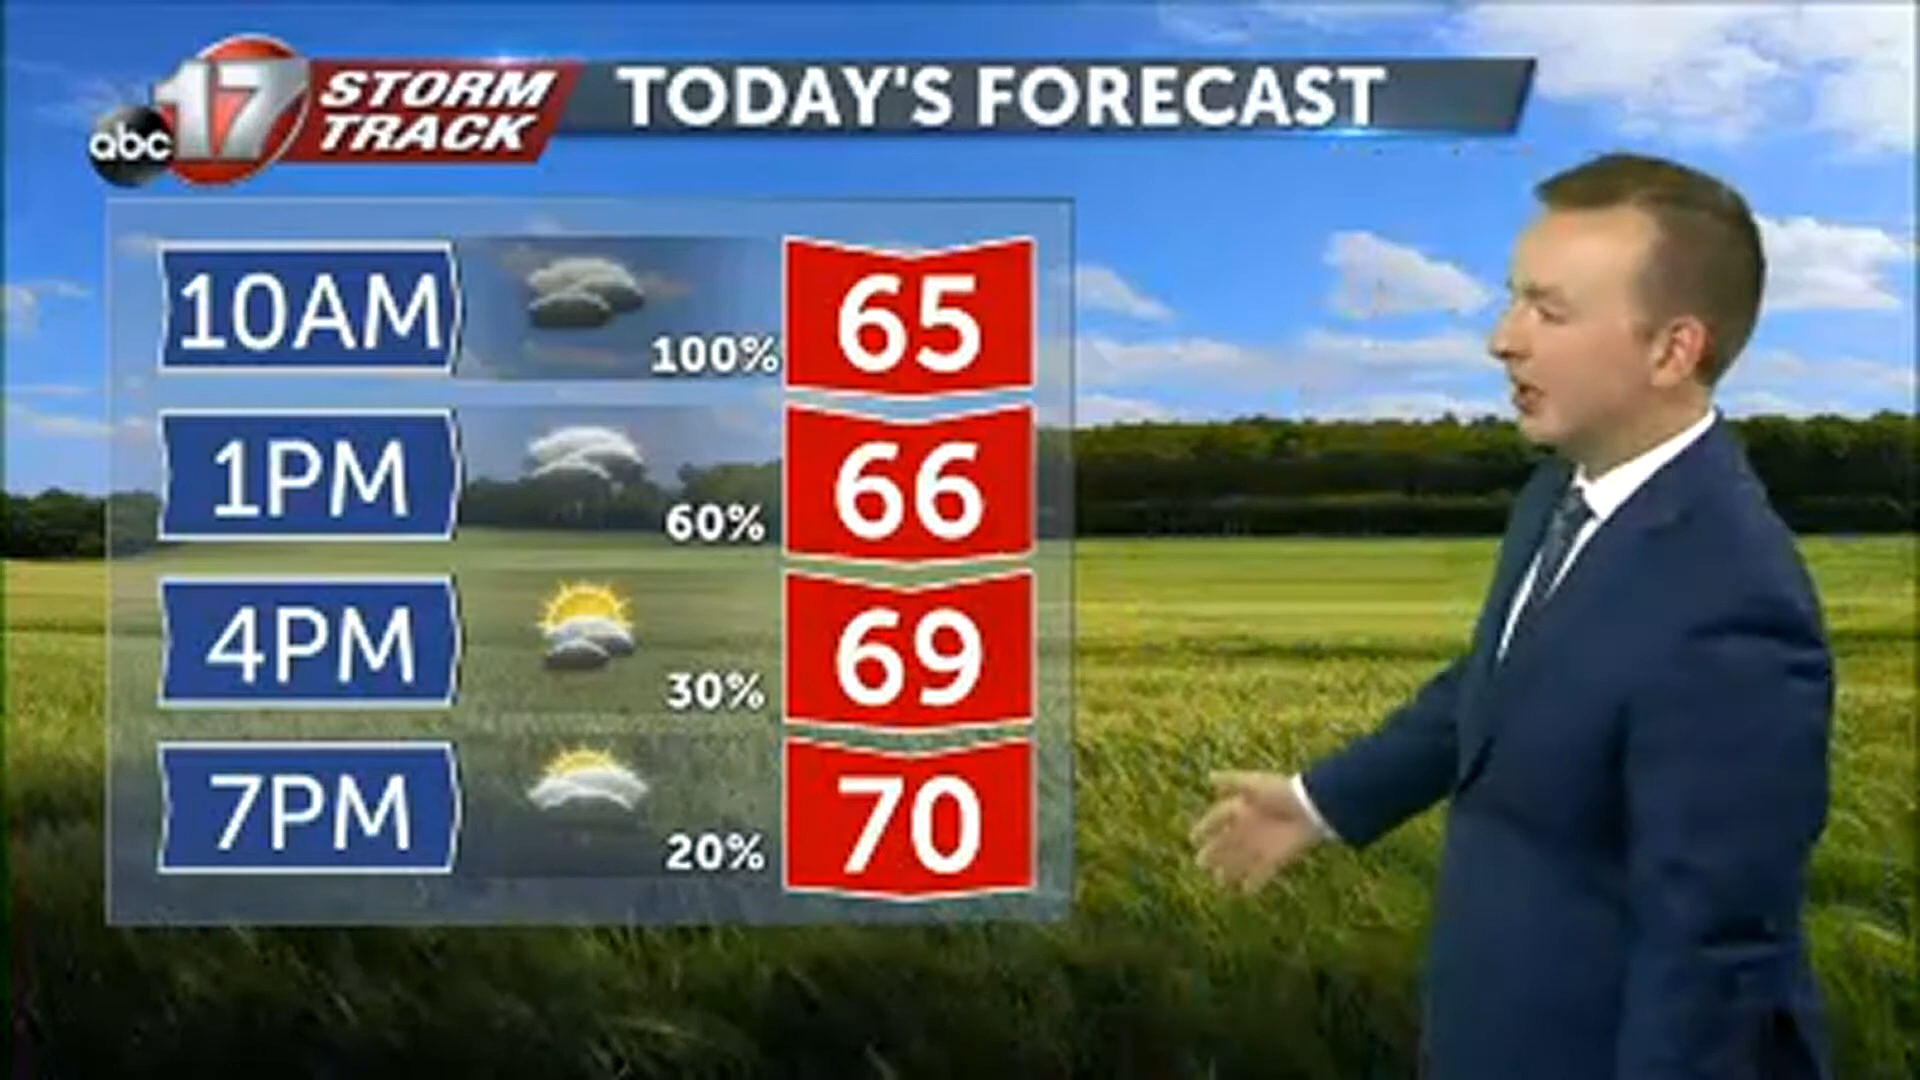 abc 17 STORM TRACK
TODAY'S FORECAST
10AM 100% 65
1PM 60% 66
4PM 30% 69
7PM 20% 70